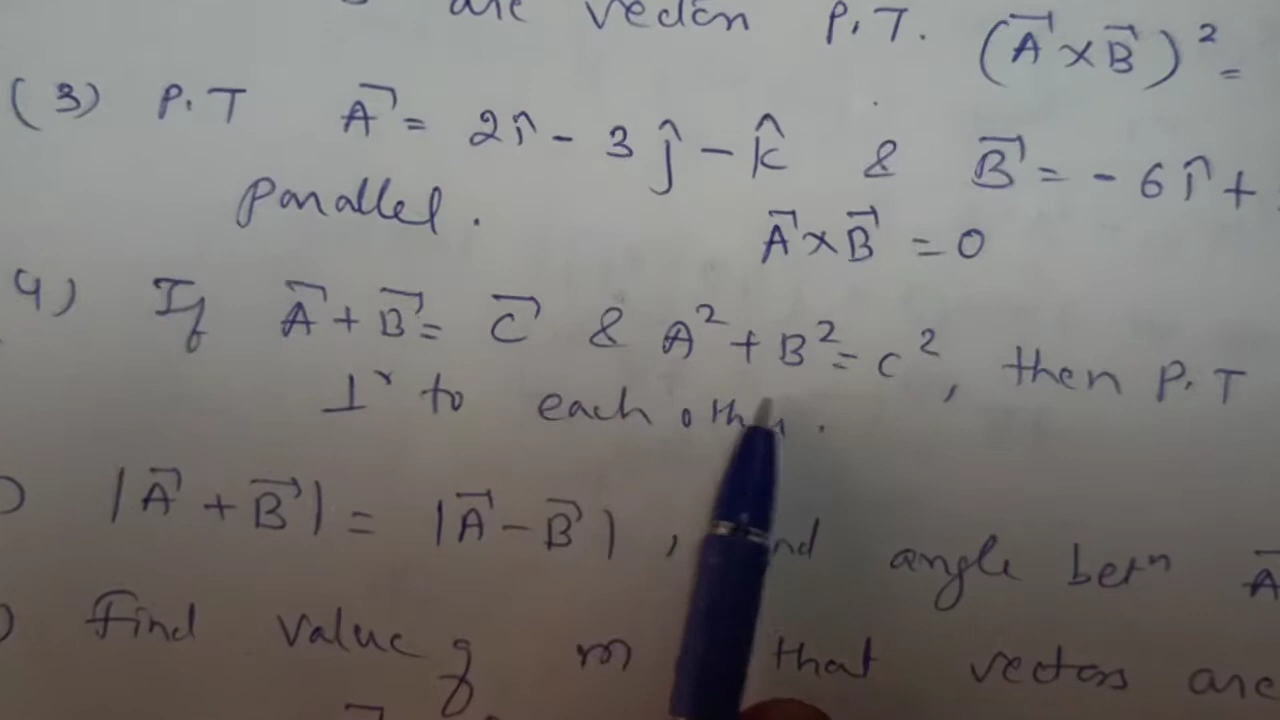 are vector P.T. (A⃗ × B⃗)² =
(3) P.T A⃗ = 2î - 3ĵ - k̂ & B⃗ = - 6î +
parallel. A⃗ × B⃗ = 0
4) If A⃗ + B⃗ = C⃗ & A² + B² = C², then P.T
⊥ʳ to each other.
) |A⃗ + B⃗| = |A⃗ - B⃗|, angle betⁿ A⃗
) Find value of m that vectors are